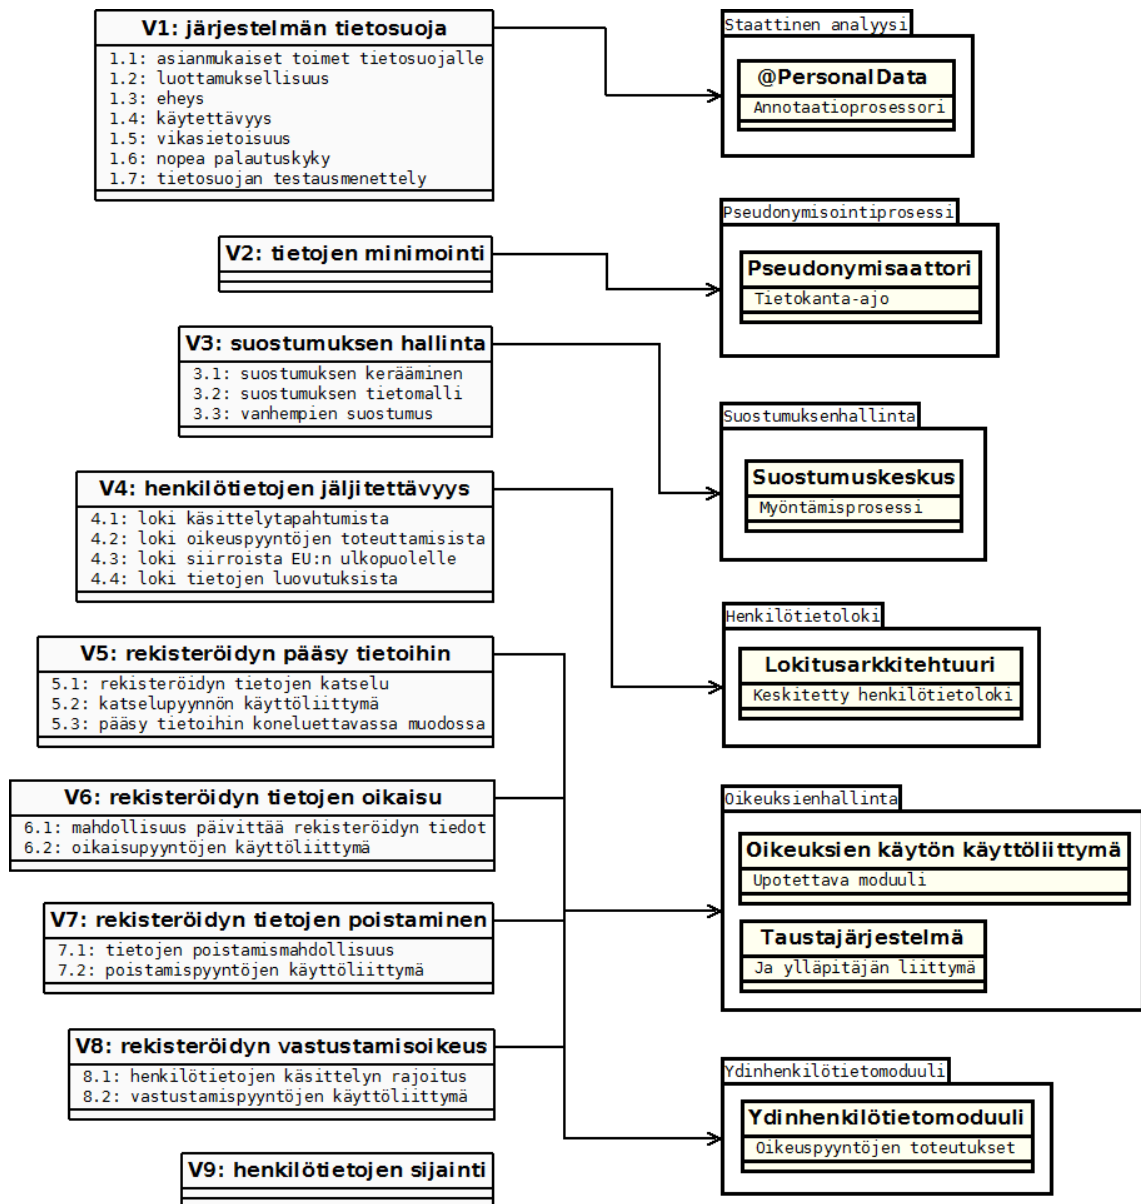 V1: järjestelmän tietosuoja
1.1: asianmukaiset toimet tietosuojalle
1.2: luottamuksellisuus
1.3: eheys
1.4: käytettävyys
1.5: vikasietoisuus
1.6: nopea palautuskyky
1.7: tietosuojan testausmenettely
V2: tietojen minimointi
V3: suostumuksen hallinta
3.1: suostumuksen kerääminen
3.2: suostumuksen tietomalli
3.3: vanhempien suostumus
V4: henkilötietojen jäljitettävyys
4.1: loki käsittelytapahtumista
4.2: loki oikeuspyyntöjen toteuttamisista
4.3: loki siirroista EU:n ulkopuolelle
4.4: loki tietojen luovutuksista
V5: rekisteröidyn pääsy tietoihin
5.1: rekisteröidyn tietojen katselu
5.2: katselupyynnön käyttöliittymä
5.3: pääsy tietoihin koneluettavassa muodossa
V6: rekisteröidyn tietojen oikaisu
6.1: mahdollisuus päivittää rekisteröidyn tiedot
6.2: oikaisupyyntöjen käyttöliittymä
V7: rekisteröidyn tietojen poistaminen
7.1: tietojen poistamismahdollisuus
7.2: poistamispyyntöjen käyttöliittymä
V8: rekisteröidyn vastustamisoikeus
8.1: henkilötietojen käsittelyn rajoitus
8.2: vastustamispyyntöjen käyttöliittymä
V9: henkilötietojen sijainti
Staattinen analyysi
@PersonalData
Annotaatioprosessori
Pseudonymisointiprosessi
Pseudonymisaattori
Tietokanta-ajo
Suostumuksenhallinta
Suostumuskeskus
Myöntämisprosessi
Henkilötietoloki
Lokitusarkkitehtuuri
Keskitetty henkilötietoloki
Oikeuksienhallinta
Oikeuksien käytön käyttöliittymä
Upotettava moduuli
Taustajärjestelmä
Ja ylläpitäjän liittymä
Ydinhenkilötietomoduuli
Ydinhenkilötietomoduuli
Oikeuspyyntöjen toteutukset